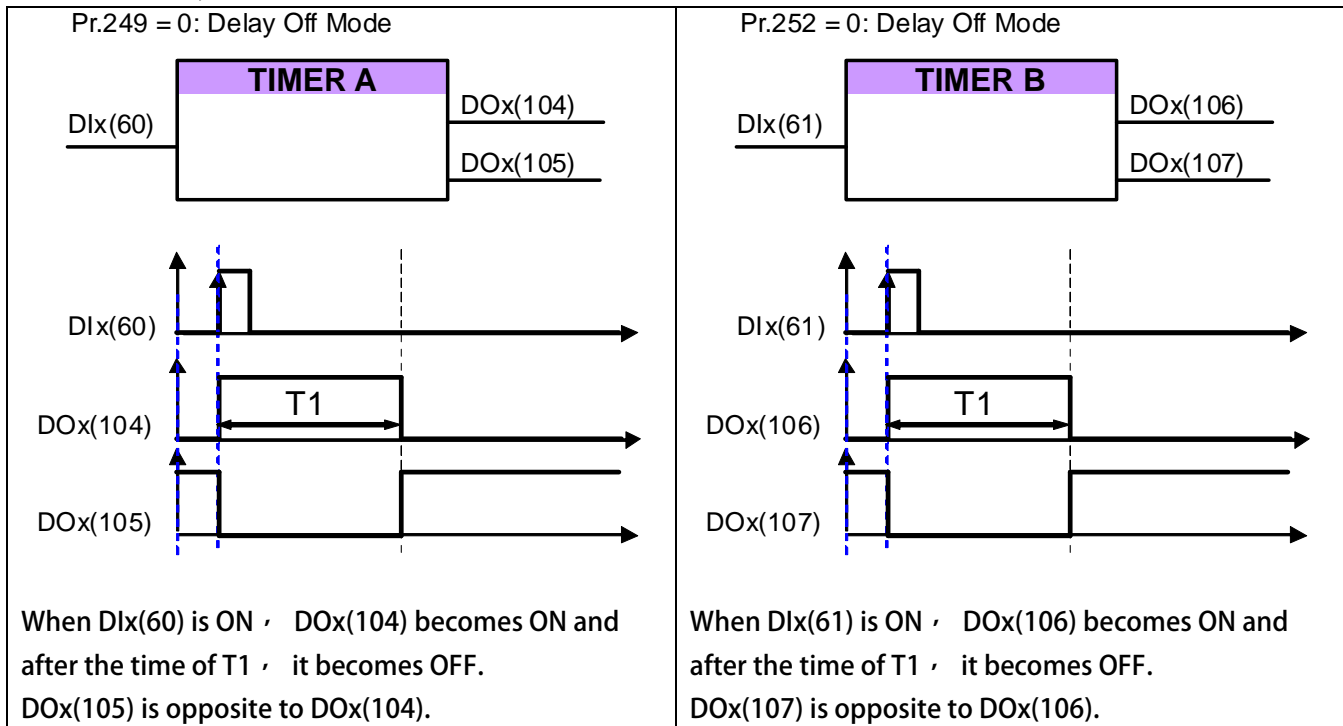 Pr.249 = 0: Delay Off Mode
TIMER A
DIx(60)
DOx(104)
DOx(105)
DIx(60)
T1
DOx(104)
DOx(105)
When DIx(60) is ON， DOx(104) becomes ON and
after the time of T1， it becomes OFF.
DOx(105) is opposite to DOx(104).
Pr.252 = 0: Delay Off Mode
TIMER B
DIx(61)
DOx(106)
DOx(107)
DIx(61)
T1
DOx(106)
DOx(107)
When DIx(61) is ON， DOx(106) becomes ON and
after the time of T1， it becomes OFF.
DOx(107) is opposite to DOx(106).